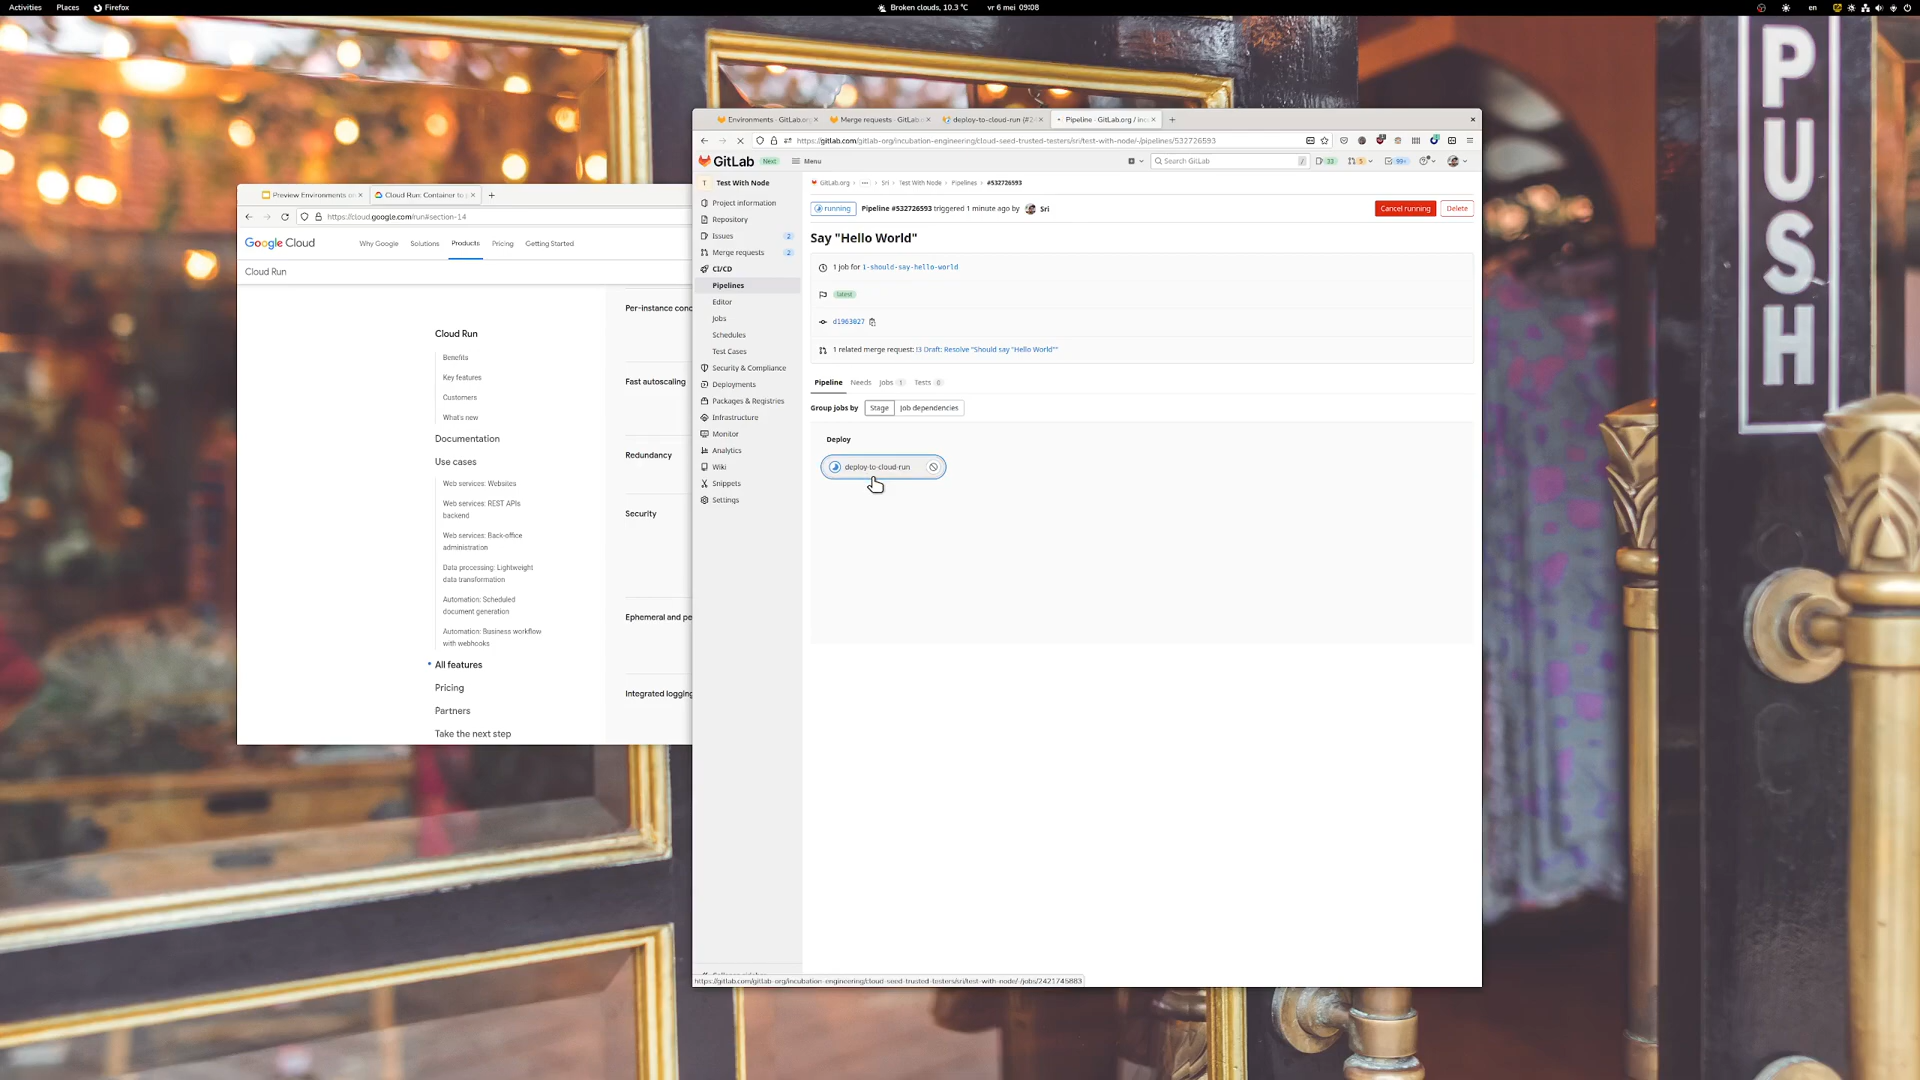 Activities Places Firefox
Broken clouds, 10.3 °C vr 6 mei 09:08
en
PUSH
Preview Environments o
Cloud Run: Container to
https://cloud.google.com/run#section-14
Google Cloud
Why Google Solutions Products Pricing Getting Started
Cloud Run
Cloud Run
Benefits
Key features
Customers
What's new
Documentation
Use cases
Web services: Websites
Web services: REST APIs
backend
Web services: Back-office
administration
Data processing: Lightweight
data transformation
Automation: Scheduled
document generation
Automation: Business workflow
with webhooks
All features
Pricing
Partners
Take the next step
Per-instance conc
Fast autoscaling
Redundancy
Security
Ephemeral and pe
Integrated logging
Environments · GitLab.org
Merge requests · GitLab
deploy-to-cloud-run (#2
Pipeline · GitLab.org / in
https://gitlab.com/gitlab-org/incubation-engineering/cloud-seed-trusted-testers/sri/test-with-node/-/pipelines/532726593
GitLab Next Menu
Search GitLab /
33 5 99+
T Test With Node
Project information
Repository
Issues 2
Merge requests 2
CI/CD
Pipelines
Editor
Jobs
Schedules
Test Cases
Security & Compliance
Deployments
Packages & Registries
Infrastructure
Monitor
Analytics
Wiki
Snippets
Settings
GitLab.org › ··· › Sri › Test With Node › Pipelines › #532726593
running Pipeline #532726593 triggered 1 minute ago by Sri
Cancel running Delete
Say "Hello World"
1 job for 1-should-say-hello-world
latest
d1963027
1 related merge request: !3 Draft: Resolve "Should say "Hello World""
Pipeline Needs Jobs 1 Tests 0
Group jobs by Stage Job dependencies
Deploy
deploy-to-cloud-run
https://gitlab.com/gitlab-org/incubation-engineering/cloud-seed-trusted-testers/sri/test-with-node/-/jobs/2421745883